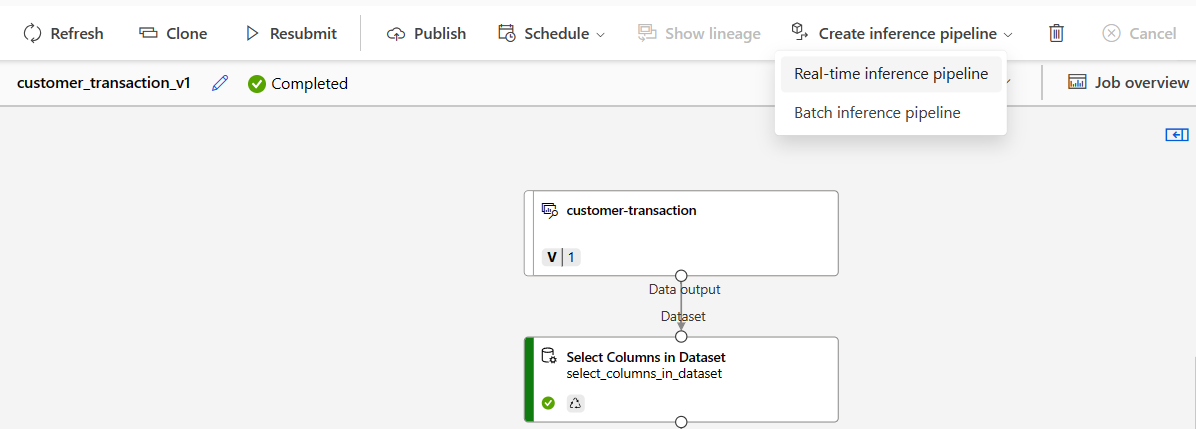 Refresh Clone Resubmit Publish Schedule Show lineage Create inference pipeline Cancel
customer_transaction_v1 Completed Job overview
Real-time inference pipeline
Batch inference pipeline
customer-transaction
V 1
Data output
Dataset
Select Columns in Dataset
select_columns_in_dataset